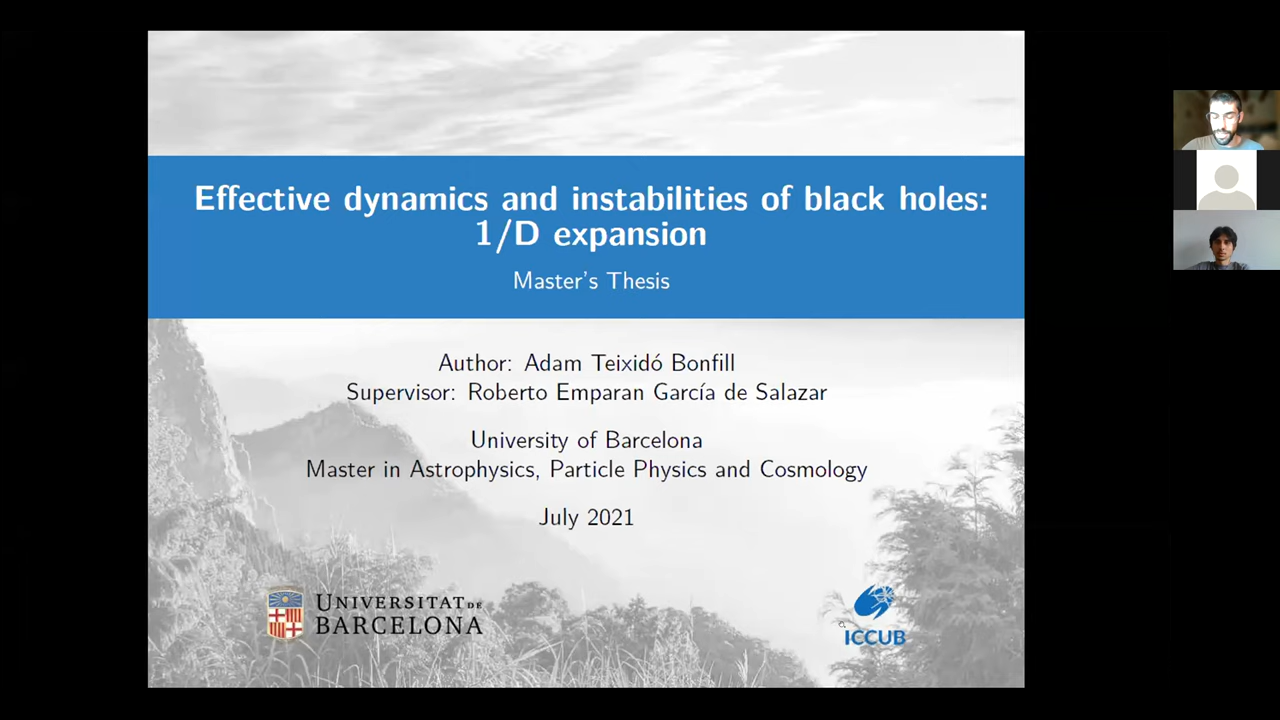 Effective dynamics and instabilities of black holes:
1/D expansion
Master's Thesis
Author: Adam Teixidó Bonfill
Supervisor: Roberto Emparan García de Salazar
University of Barcelona
Master in Astrophysics, Particle Physics and Cosmology
July 2021
UNIVERSITAT DE
BARCELONA
ICCUB